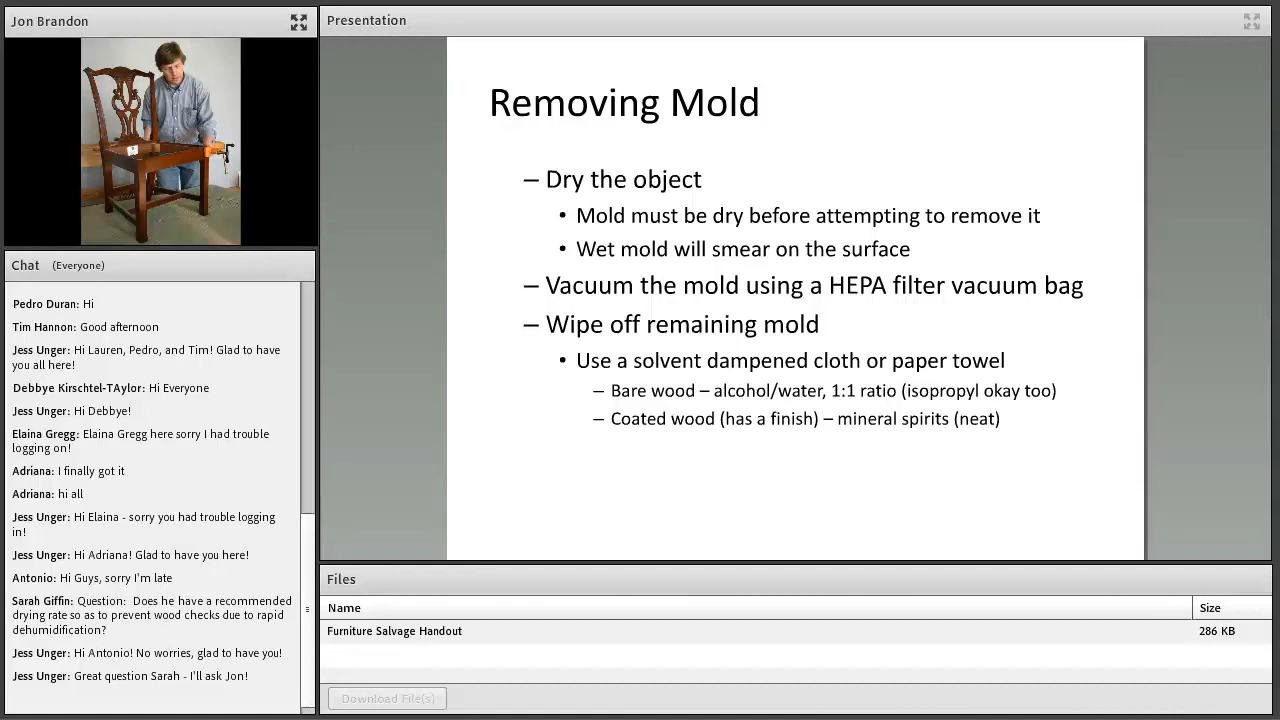 Jon Brandon
Presentation
Removing Mold
– Dry the object
• Mold must be dry before attempting to remove it
• Wet mold will smear on the surface
– Vacuum the mold using a HEPA filter vacuum bag
– Wipe off remaining mold
• Use a solvent dampened cloth or paper towel
– Bare wood – alcohol/water, 1:1 ratio (isopropyl okay too)
– Coated wood (has a finish) – mineral spirits (neat)
Chat (Everyone)
Pedro Duran: Hi
Tim Hannon: Good afternoon
Jess Unger: Hi Lauren, Pedro, and Tim! Glad to have
you all here!
Debbye Kirschtel-TAylor: Hi Everyone
Jess Unger: Hi Debbye!
Elaina Gregg: Elaina Gregg here sorry I had trouble
logging on!
Adriana: I finally got it
Adriana: hi all
Jess Unger: Hi Elaina - sorry you had trouble logging
in!
Jess Unger: Hi Adriana! Glad to have you here!
Antonio: Hi Guys, sorry I'm late
Sarah Giffin: Question: Does he have a recommended
drying rate so as to prevent wood checks due to rapid
dehumidification?
Jess Unger: Hi Antonio! No worries, glad to have you!
Jess Unger: Great question Sarah - I'll ask Jon!
Files
Name Size
Furniture Salvage Handout 286 KB
Download File(s)